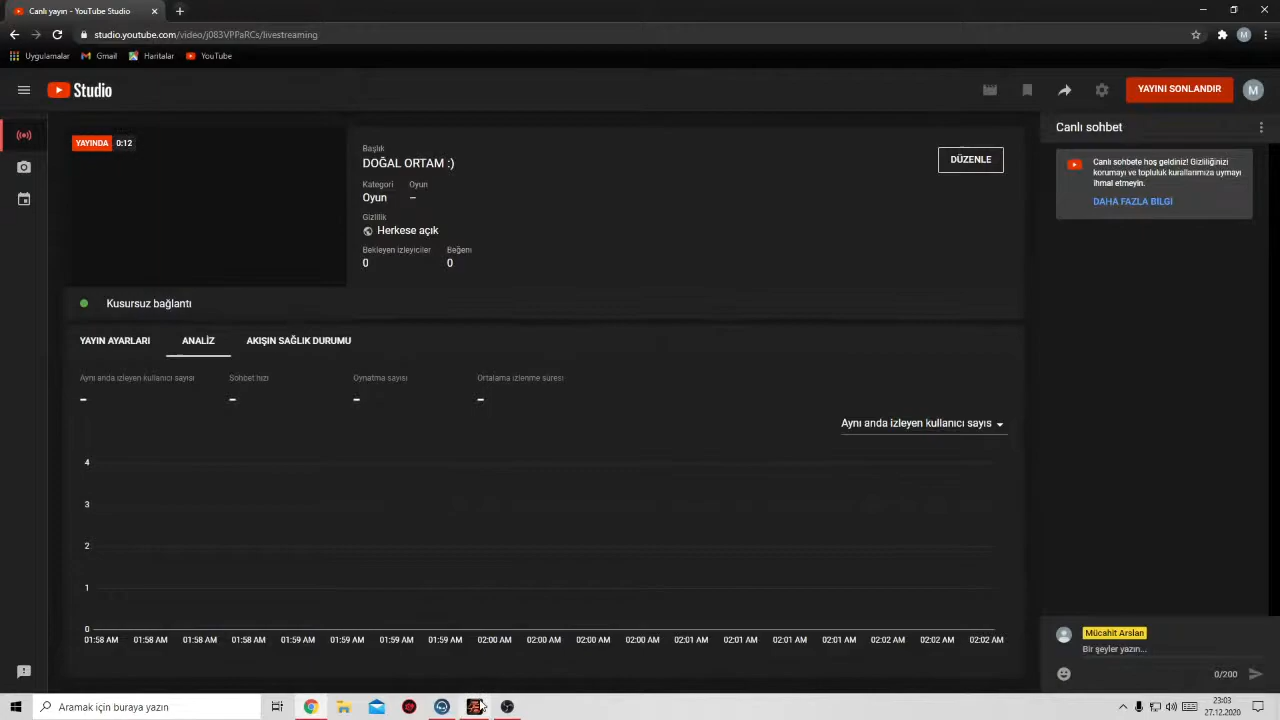 Canlı yayın - YouTube Studio
studio.youtube.com/video/j083VPPaRCs/livestreaming
M
Uygulamalar
Gmail
Haritalar
YouTube
Studio
YAYINI SONLANDIR
M
YAYINDA 0:12
Başlık
DOĞAL ORTAM :)
DÜZENLE
Kategori Oyun
Oyun –
Gizlilik
Herkese açık
Bekleyen izleyiciler Beğeni
0 0
Kusursuz bağlantı
YAYIN AYARLARI ANALİZ AKIŞIN SAĞLIK DURUMU
Aynı anda izleyen kullanıcı sayısı Sohbet hızı Oynatma sayısı Ortalama izlenme süresi
– – – –
Aynı anda izleyen kullanıcı sayıs
4
3
2
1
0
01:58 AM 01:58 AM 01:58 AM 01:58 AM 01:59 AM 01:59 AM 01:59 AM 01:59 AM 02:00 AM 02:00 AM 02:00 AM 02:00 AM 02:01 AM 02:01 AM 02:01 AM 02:01 AM 02:02 AM 02:02 AM 02:02 AM
Canlı sohbet
Canlı sohbete hoş geldiniz! Gizliliğinizi
korumayı ve topluluk kurallarımıza uymayı
ihmal etmeyin.
DAHA FAZLA BİLGİ
Mücahit Arslan
Bir şeyler yazın...
0/200
Aramak için buraya yazın
23:03
27.12.2020